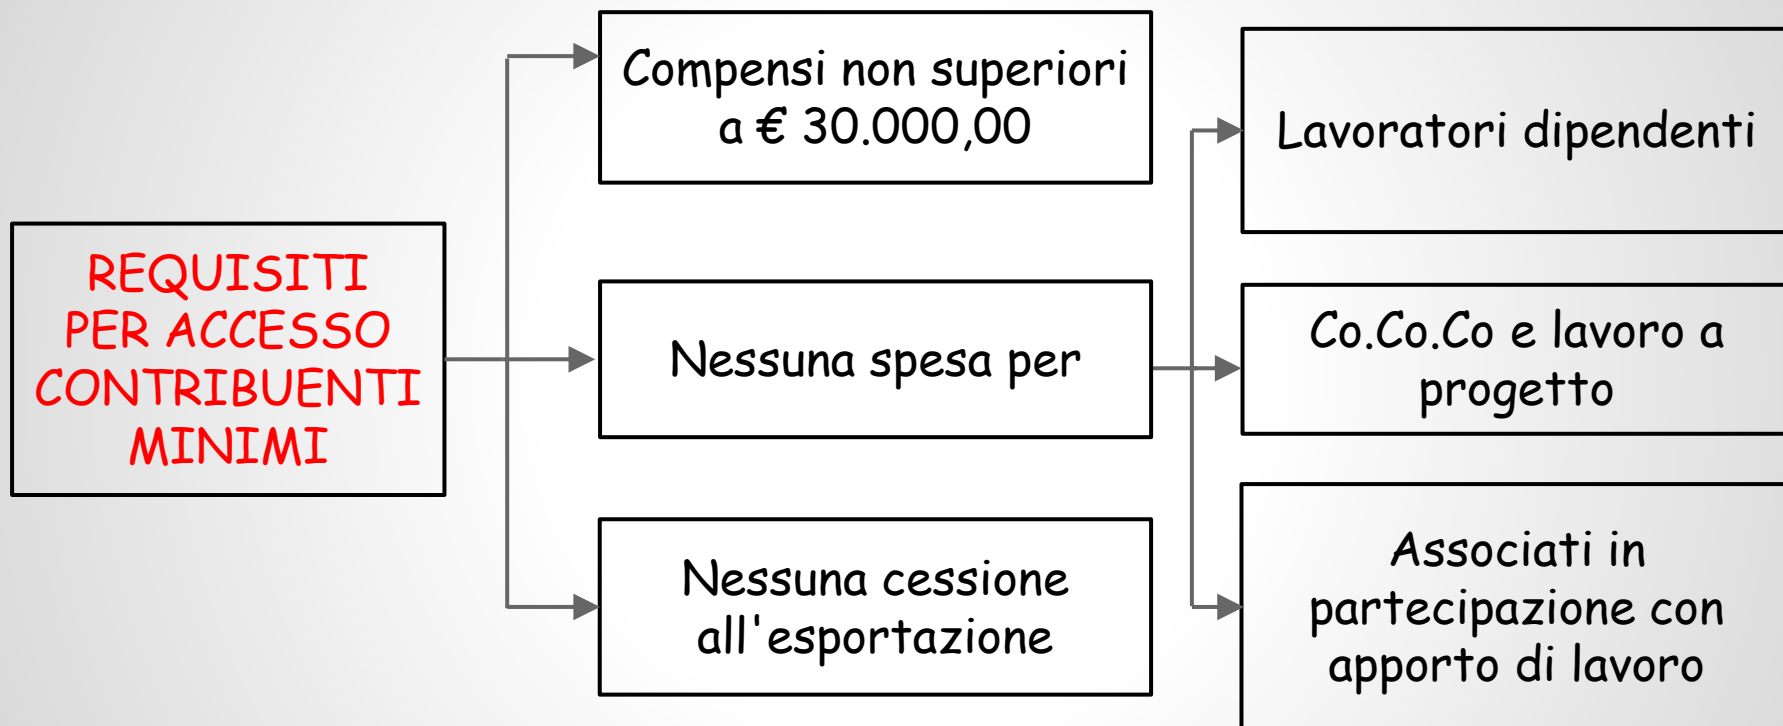 REQUISITI
PER ACCESSO
CONTRIBUENTI
MINIMI
Compensi non superiori
a € 30.000,00
Nessuna spesa per
Nessuna cessione
all'esportazione
Lavoratori dipendenti
Co.Co.Co e lavoro a
progetto
Associati in
partecipazione con
apporto di lavoro